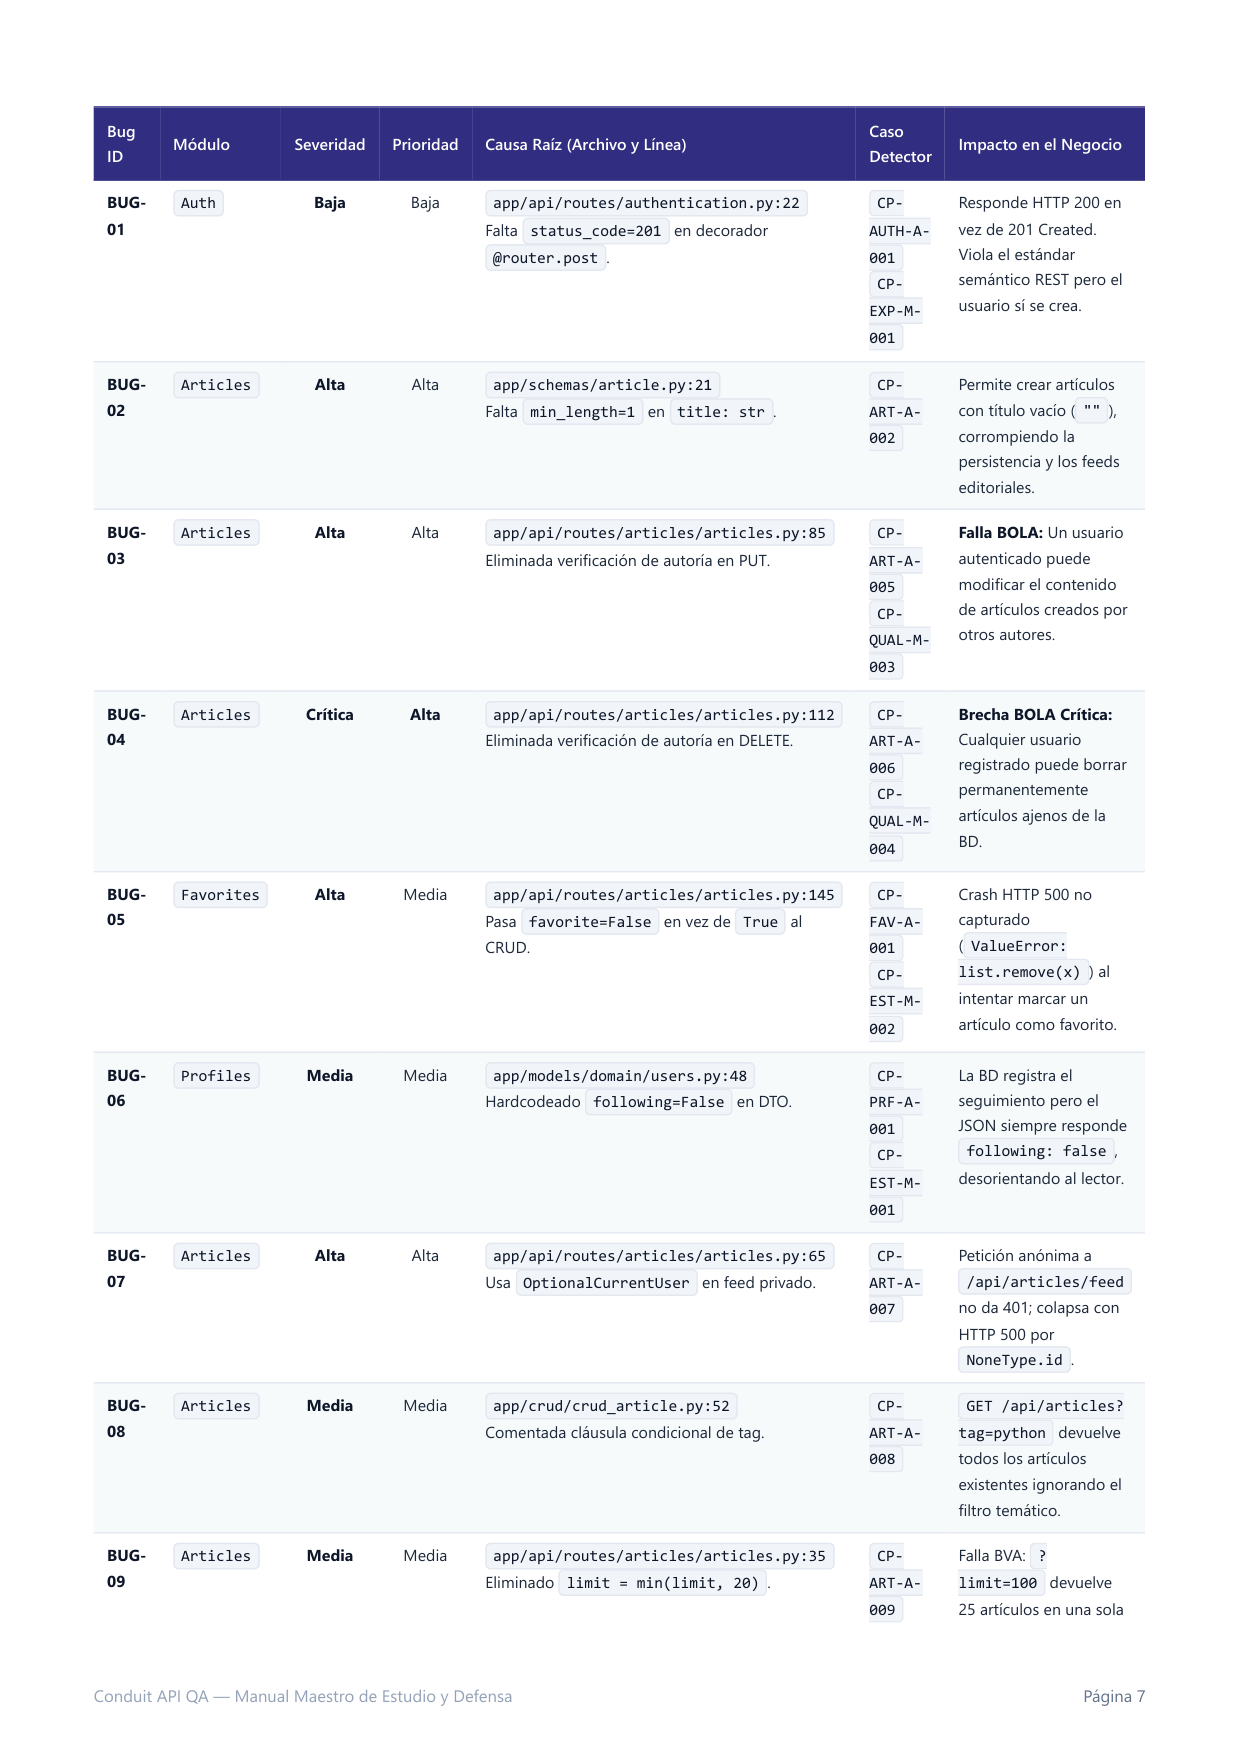 Bug ID | Módulo | Severidad | Prioridad | Causa Raíz (Archivo y Línea) | Caso Detector | Impacto en el Negocio
BUG-
01
Auth
Baja
Baja
app/api/routes/authentication.py:22
Falta status_code=201 en decorador
@router.post.
CP-
AUTH-A-
001
CP-
EXP-M-
001
Responde HTTP 200 en
vez de 201 Created.
Viola el estándar
semántico REST pero el
usuario sí se crea.
BUG-
02
Articles
Alta
Alta
app/schemas/article.py:21
Falta min_length=1 en title: str.
CP-
ART-A-
002
Permite crear artículos
con título vacío (""),
corrompiendo la
persistencia y los feeds
editoriales.
BUG-
03
Articles
Alta
Alta
app/api/routes/articles/articles.py:85
Eliminada verificación de autoría en PUT.
CP-
ART-A-
005
CP-
QUAL-M-
003
Falla BOLA: Un usuario
autenticado puede
modificar el contenido
de artículos creados por
otros autores.
BUG-
04
Articles
Crítica
Alta
app/api/routes/articles/articles.py:112
Eliminada verificación de autoría en DELETE.
CP-
ART-A-
006
CP-
QUAL-M-
004
Brecha BOLA Crítica:
Cualquier usuario
registrado puede borrar
permanentemente
artículos ajenos de la
BD.
BUG-
05
Favorites
Alta
Media
app/api/routes/articles/articles.py:145
Pasa favorite=False en vez de True al
CRUD.
CP-
FAV-A-
001
CP-
EST-M-
002
Crash HTTP 500 no
capturado
(ValueError:
list.remove(x)) al
intentar marcar un
artículo como favorito.
BUG-
06
Profiles
Media
Media
app/models/domain/users.py:48
Hardcodeado following=False en DTO.
CP-
PRF-A-
001
CP-
EST-M-
001
La BD registra el
seguimiento pero el
JSON siempre responde
following: false,
desorientando al lector.
BUG-
07
Articles
Alta
Alta
app/api/routes/articles/articles.py:65
Usa OptionalCurrentUser en feed privado.
CP-
ART-A-
007
Petición anónima a
/api/articles/feed
no da 401; colapsa con
HTTP 500 por
NoneType.id.
BUG-
08
Articles
Media
Media
app/crud/crud_article.py:52
Comentada cláusula condicional de tag.
CP-
ART-A-
008
GET /api/articles?
tag=python devuelve
todos los artículos
existentes ignorando el
filtro temático.
BUG-
09
Articles
Media
Media
app/api/routes/articles/articles.py:35
Eliminado limit = min(limit, 20).
CP-
ART-A-
009
Falla BVA: ?
limit=100 devuelve
25 artículos en una sola
Conduit API QA — Manual Maestro de Estudio y Defensa
Página 7